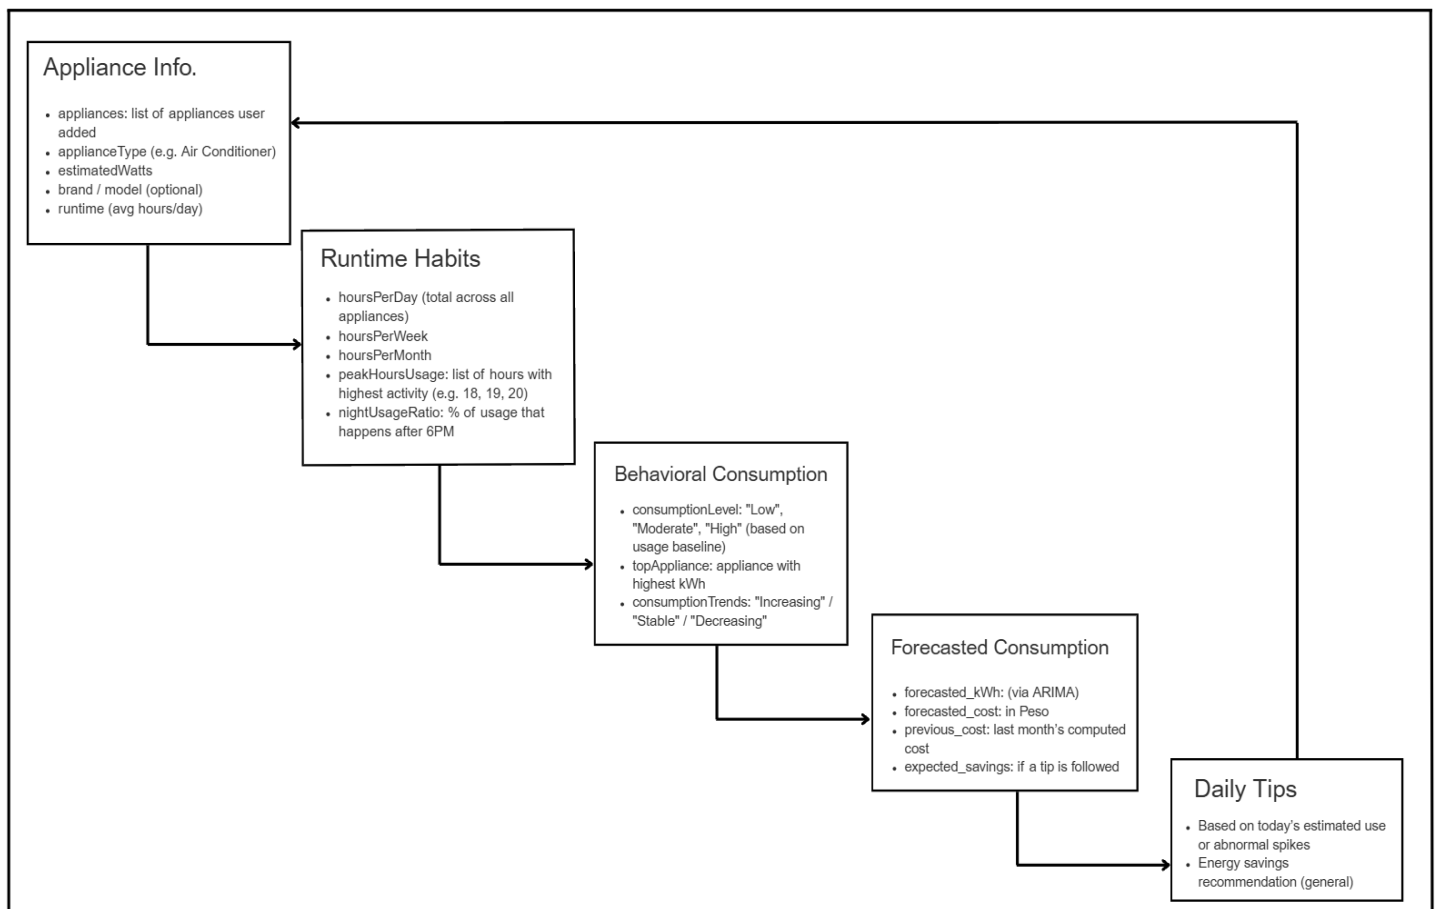 Appliance Info.
• appliances: list of appliances user
added
• applianceType (e.g. Air Conditioner)
• estimatedWatts
• brand / model (optional)
• runtime (avg hours/day)
Runtime Habits
• hoursPerDay (total across all
appliances)
• hoursPerWeek
• hoursPerMonth
• peakHoursUsage: list of hours with
highest activity (e.g. 18, 19, 20)
• nightUsageRatio: % of usage that
happens after 6PM
Behavioral Consumption
• consumptionLevel: "Low",
"Moderate", "High" (based on
usage baseline)
• topAppliance: appliance with
highest kWh
• consumptionTrends: "Increasing" /
"Stable" / "Decreasing"
Forecasted Consumption
• forecasted_kWh: (via ARIMA)
• forecasted_cost: in Peso
• previous_cost: last month’s computed
cost
• expected_savings: if a tip is followed
Daily Tips
• Based on today’s estimated use
or abnormal spikes
• Energy savings
recommendation (general)